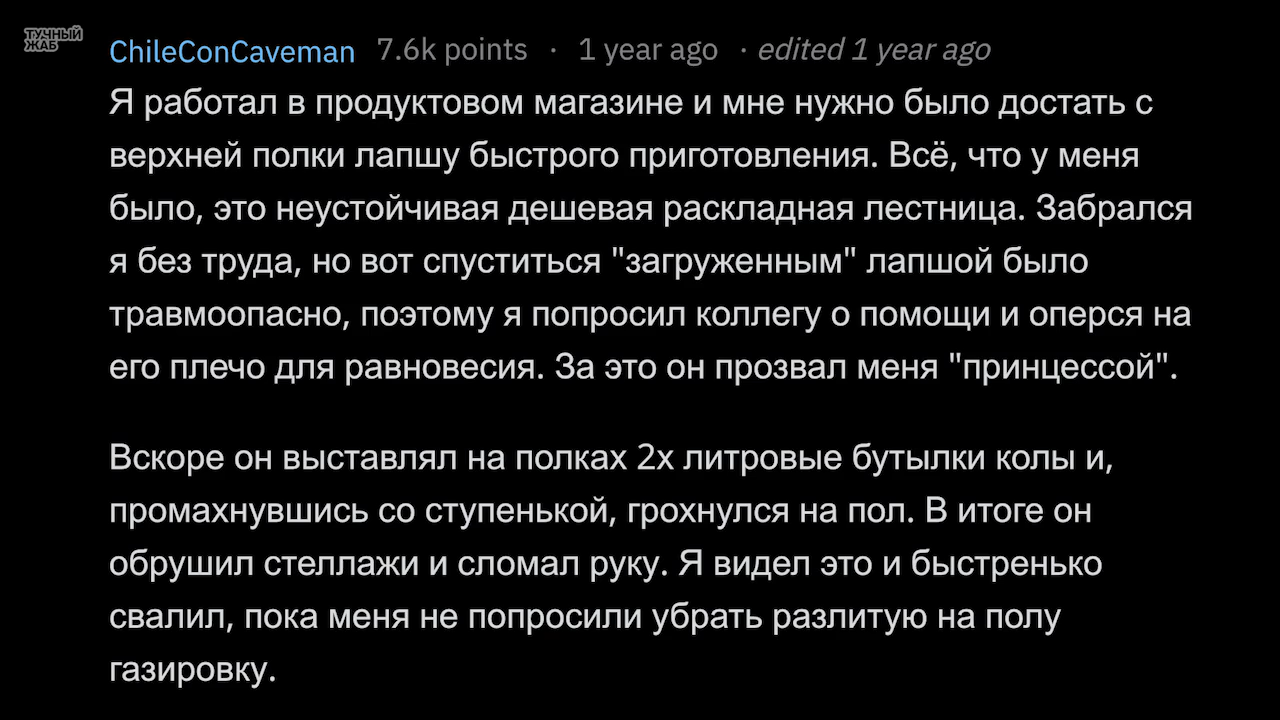 ТУЧНЫЙ
ЖАБ
ChileConCaveman 7.6k points · 1 year ago · edited 1 year ago
Я работал в продуктовом магазине и мне нужно было достать с
верхней полки лапшу быстрого приготовления. Всё, что у меня
было, это неустойчивая дешевая раскладная лестница. Забрался
я без труда, но вот спуститься "загруженным" лапшой было
травмоопасно, поэтому я попросил коллегу о помощи и оперся на
его плечо для равновесия. За это он прозвал меня "принцессой".
Вскоре он выставлял на полках 2х литровые бутылки колы и,
промахнувшись со ступенькой, грохнулся на пол. В итоге он
обрушил стеллажи и сломал руку. Я видел это и быстренько
свалил, пока меня не попросили убрать разлитую на полу
газировку.